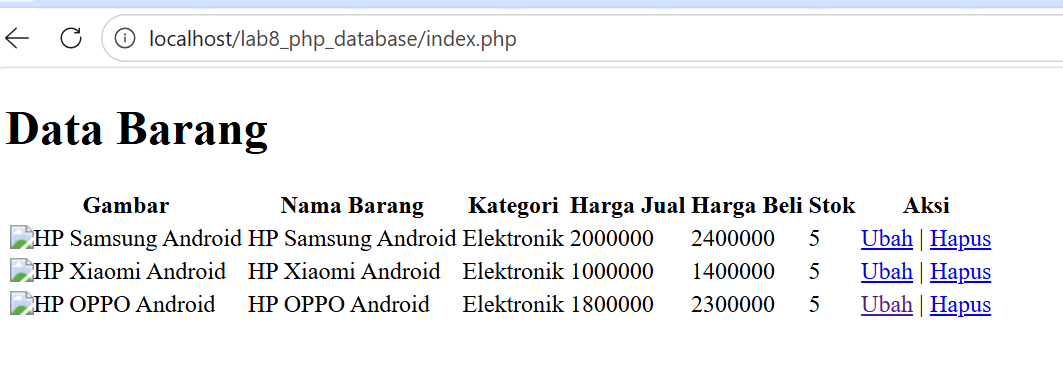 localhost/lab8_php_database/index.php
Data Barang
Gambar Nama Barang Kategori Harga Jual Harga Beli Stok Aksi
HP Samsung Android HP Samsung Android Elektronik 2000000 2400000 5 Ubah | Hapus
HP Xiaomi Android HP Xiaomi Android Elektronik 1000000 1400000 5 Ubah | Hapus
HP OPPO Android HP OPPO Android Elektronik 1800000 2300000 5 Ubah | Hapus